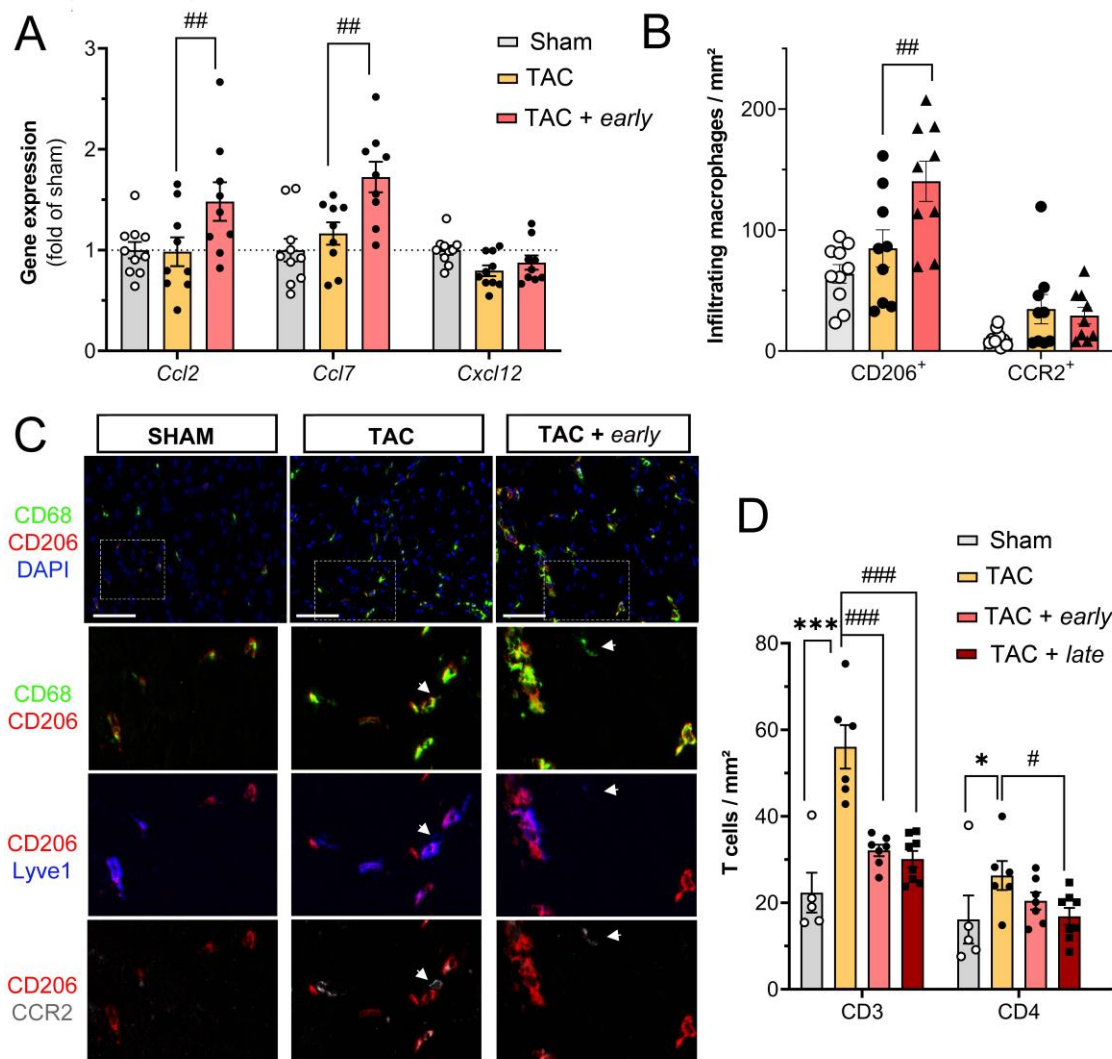 A
Gene expression
(fold of sham)
3
2
1
0
##
##
Sham
TAC
TAC + early
Ccl2
Ccl7
Cxcl12
B
Infiltrating macrophages / mm²
200
100
0
##
CD206⁺
CCR2⁺
C
SHAM
TAC
TAC + early
CD68
CD206
DAPI
CD68
CD206
CD206
Lyve1
CD206
CCR2
D
Sham
TAC
TAC + early
TAC + late
T cells / mm²
80
60
40
20
0
***
###
###
*
#
CD3
CD4